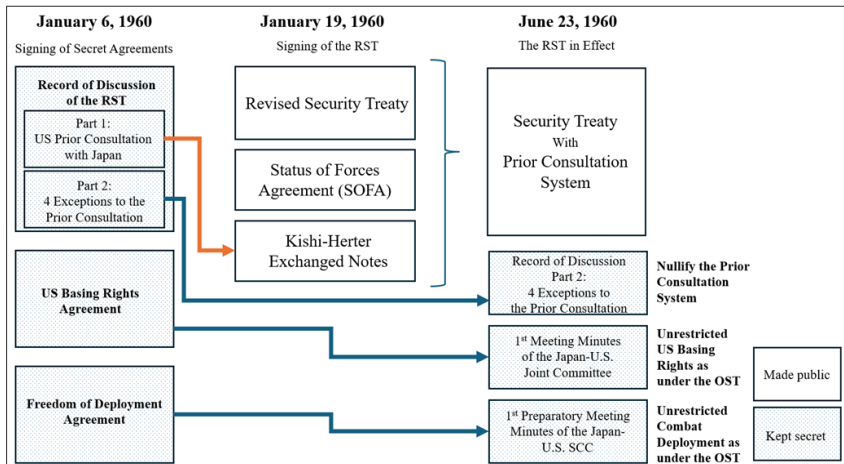 January 6, 1960
Signing of Secret Agreements
Record of Discussion
of the RST
Part 1:
US Prior Consultation
with Japan
Part 2:
4 Exceptions to the
Prior Consultation
US Basing Rights
Agreement
Freedom of Deployment
Agreement
January 19, 1960
Signing of the RST
Revised Security Treaty
Status of Forces
Agreement (SOFA)
Kishi-Herter
Exchanged Notes
June 23, 1960
The RST in Effect
Security Treaty
With
Prior Consultation
System
Record of Discussion
Part 2:
4 Exceptions to
the Prior Consultation
Nullify the Prior
Consultation
System
1st Meeting Minutes
of the Japan-U.S.
Joint Committee
Unrestricted
US Basing
Rights as
under the OST
1st Preparatory Meeting
Minutes of the Japan-
U.S. SCC
Unrestricted
Combat
Deployment as
under the OST
Made public
Kept secret